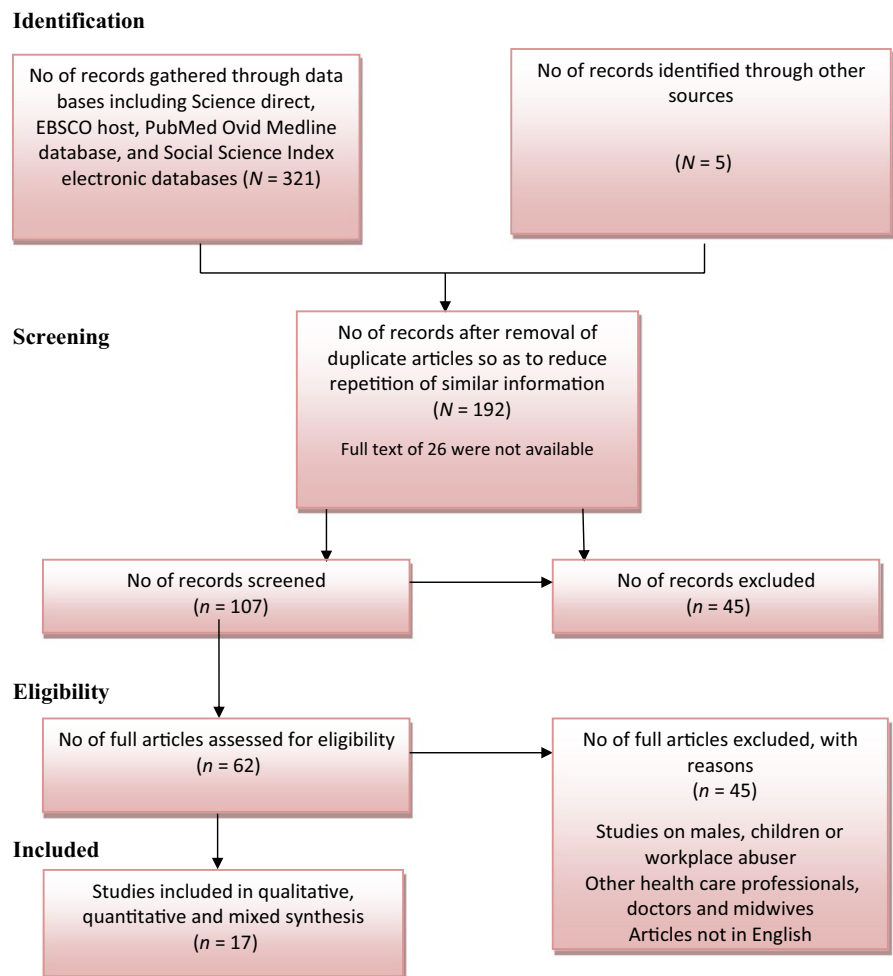 Identification
No of records gathered through data
bases including Science direct,
EBSCO host, PubMed Ovid Medline
database, and Social Science Index
electronic databases (N = 321)
No of records identified through other
sources
(N = 5)
Screening
No of records after removal of
duplicate articles so as to reduce
repetition of similar information
(N = 192)
Full text of 26 were not available
No of records screened
(n = 107)
No of records excluded
(n = 45)
Eligibility
No of full articles assessed for eligibility
(n = 62)
No of full articles excluded, with
reasons
(n = 45)
Studies on males, children or
workplace abuser
Other health care professionals,
doctors and midwives
Articles not in English
Included
Studies included in qualitative,
quantitative and mixed synthesis
(n = 17)